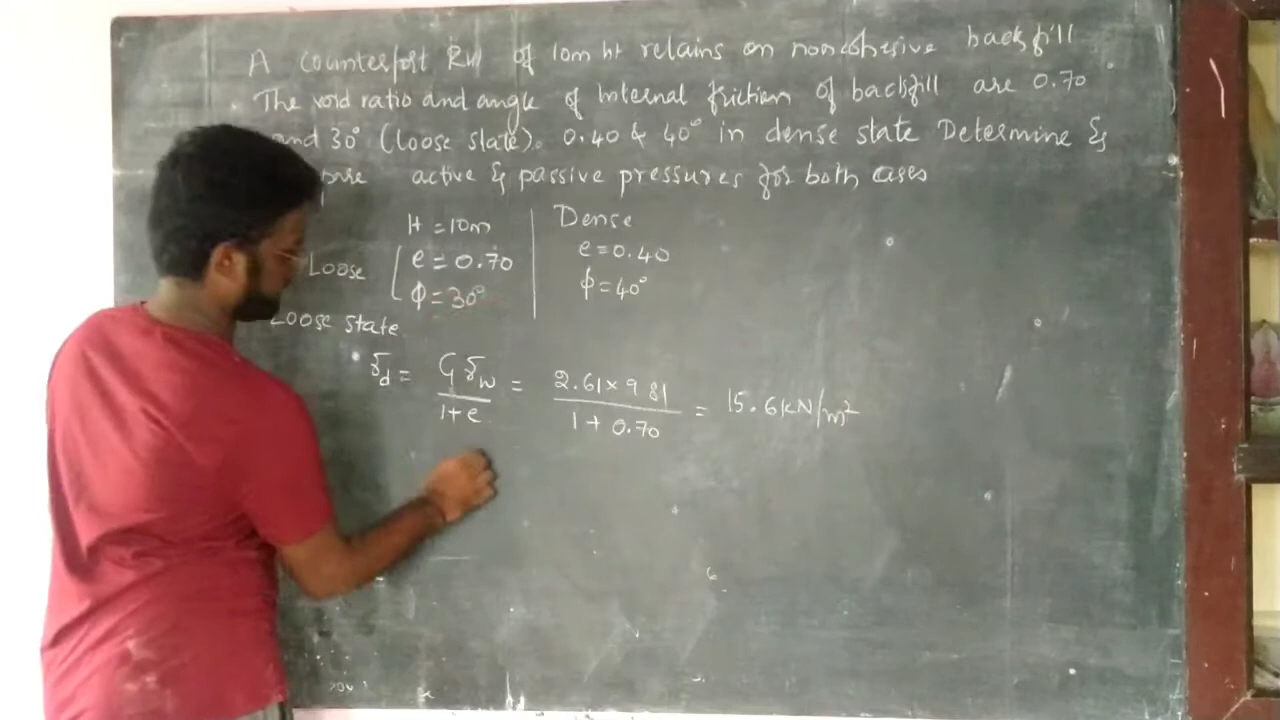 A counterfort RW of 10m ht retains on noncohesive backfill
The void ratio and angle of internal friction of backfill are 0.70
and 30° (Loose state). 0.40 & 40° in dense state Determine &
active & passive pressures for both cases
H = 10m
Dense
Loose
e = 0.70
e = 0.40
ϕ = 30°
ϕ = 40°
Loose state
γd = Gγw / 1+e = 2.61 × 9.81 / 1 + 0.70 = 15.6 kN/m²